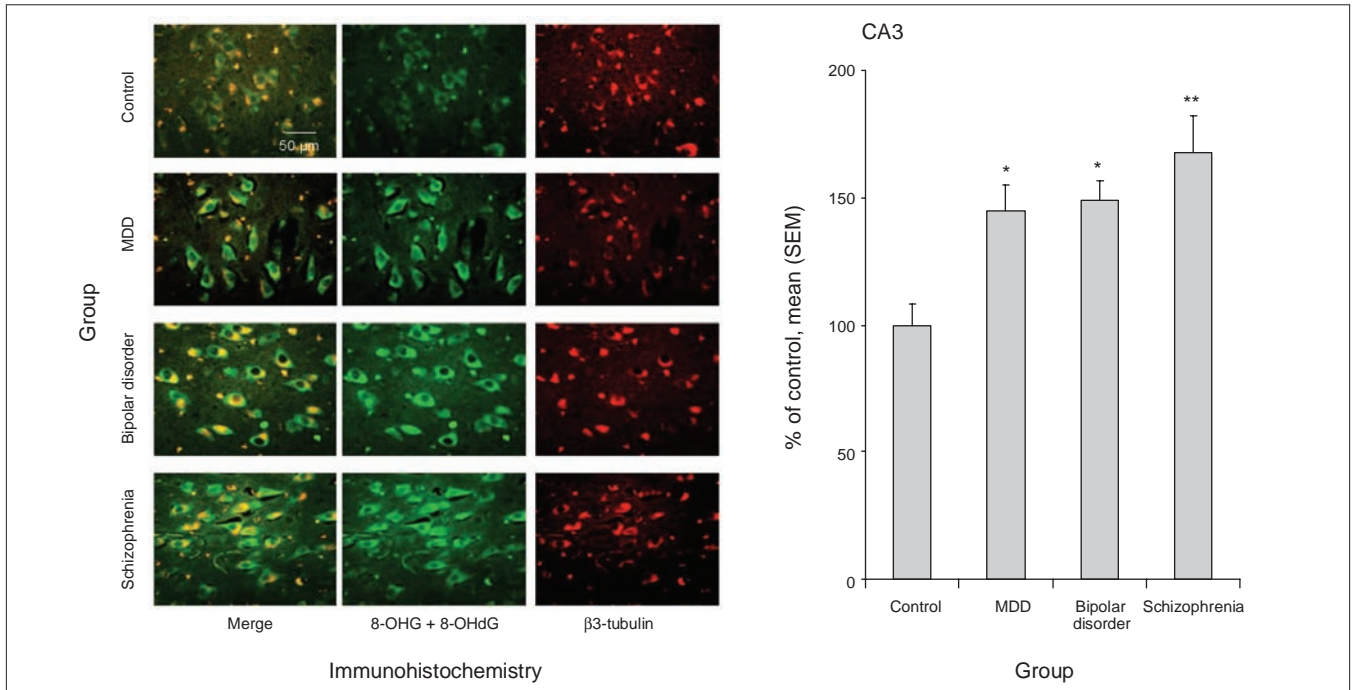 Group
Control
MDD
Bipolar disorder
Schizophrenia
50 µm
Merge
8-OHG + 8-OHdG
β3-tubulin
Immunohistochemistry
CA3
% of control, mean (SEM)
200
150
100
50
0
*
*
**
Control
MDD
Bipolar
disorder
Schizophrenia
Group